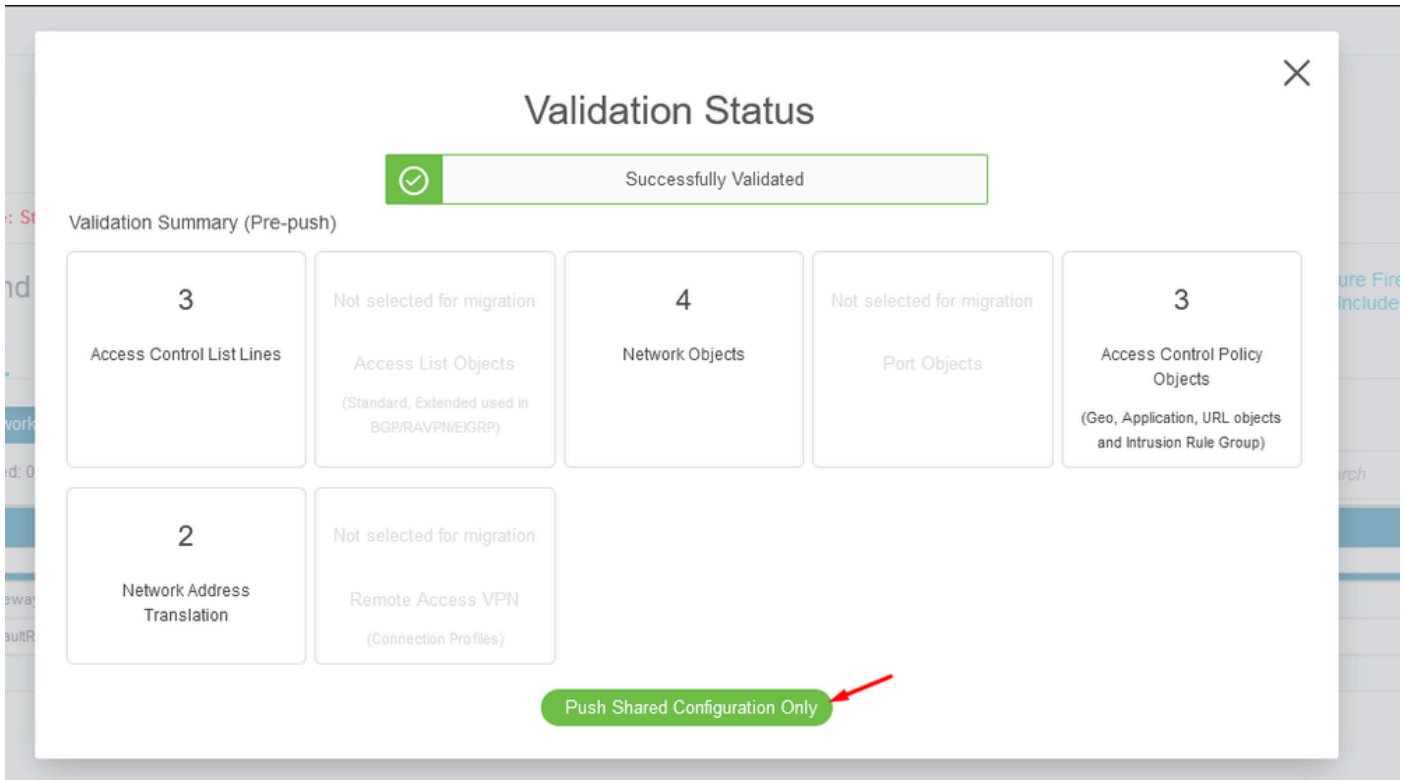 Validation Status
Successfully Validated
Validation Summary (Pre-push)
3
Access Control List Lines
Not selected for migration
Access List Objects
(Standard, Extended used in
BGP/RAVPN/EIGRP)
4
Network Objects
Not selected for migration
Port Objects
3
Access Control Policy
Objects
(Geo, Application, URL objects
and Intrusion Rule Group)
2
Network Address
Translation
Not selected for migration
Remote Access VPN
(Connection Profiles)
Push Shared Configuration Only